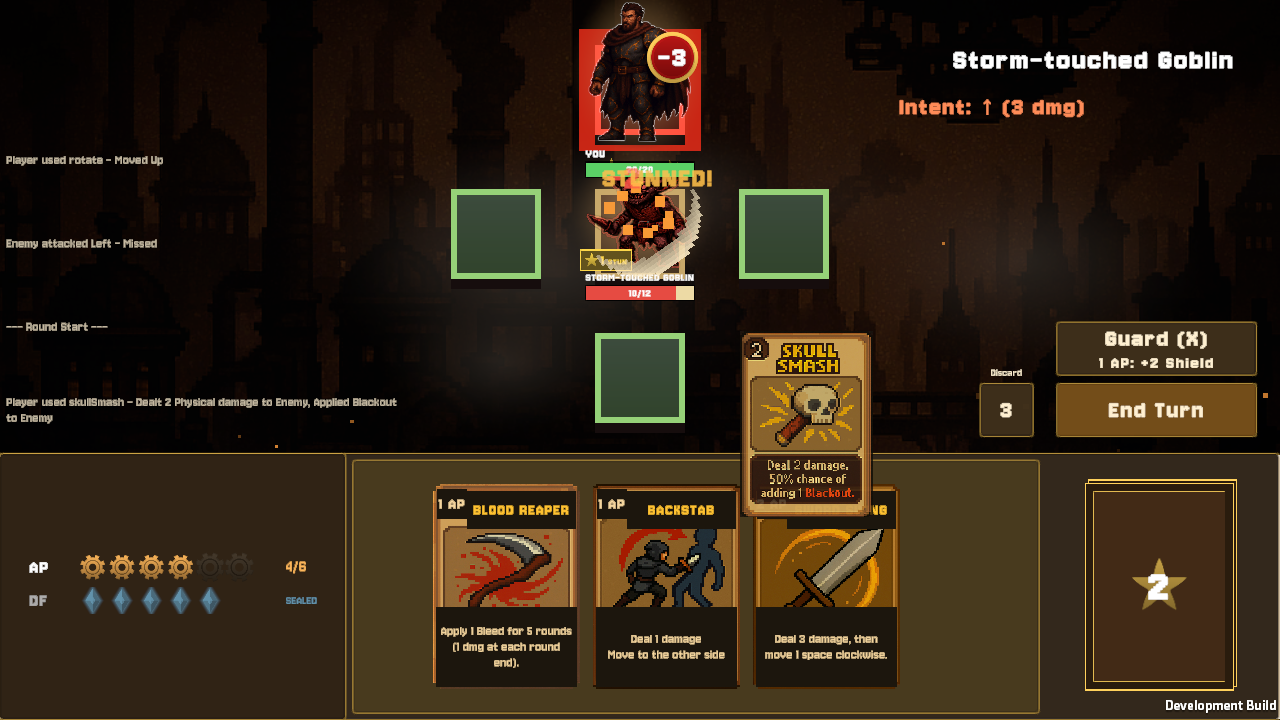 -3
Storm-touched Goblin
Intent: ↑ (3 dmg)
YOU
Player used rotate - Moved Up
STUNNED!
Enemy attacked Left - Missed
STORM-TOUCHED GOBLIN
10/12
--- Round Start ---
Player used skullSmash - Dealt 2 Physical damage to Enemy, Applied Blackout
to Enemy
2
SKULL
SMASH
Deal 2 damage.
50% chance of
adding 1 Blackout.
Guard (X)
1 AP: +2 Shield
Discard
3
End Turn
AP
4/6
DF
SEALED
1 AP
BLOOD REAPER
Apply 1 Bleed for 5 rounds
(1 dmg at each round
end).
1 AP
BACKSTAB
Deal 1 damage
Move to the other side
Deal 3 damage, then
move 1 space clockwise.
2
Development Build